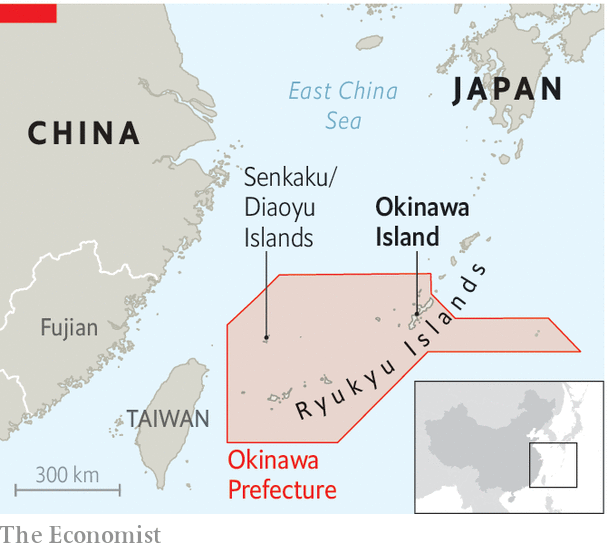 JAPAN
East China
Sea
CHINA
Senkaku/
Diaoyu
Islands
Okinawa
Island
Ryukyu Islands
Fujian
TAIWAN
Okinawa
Prefecture
300 km
The Economist